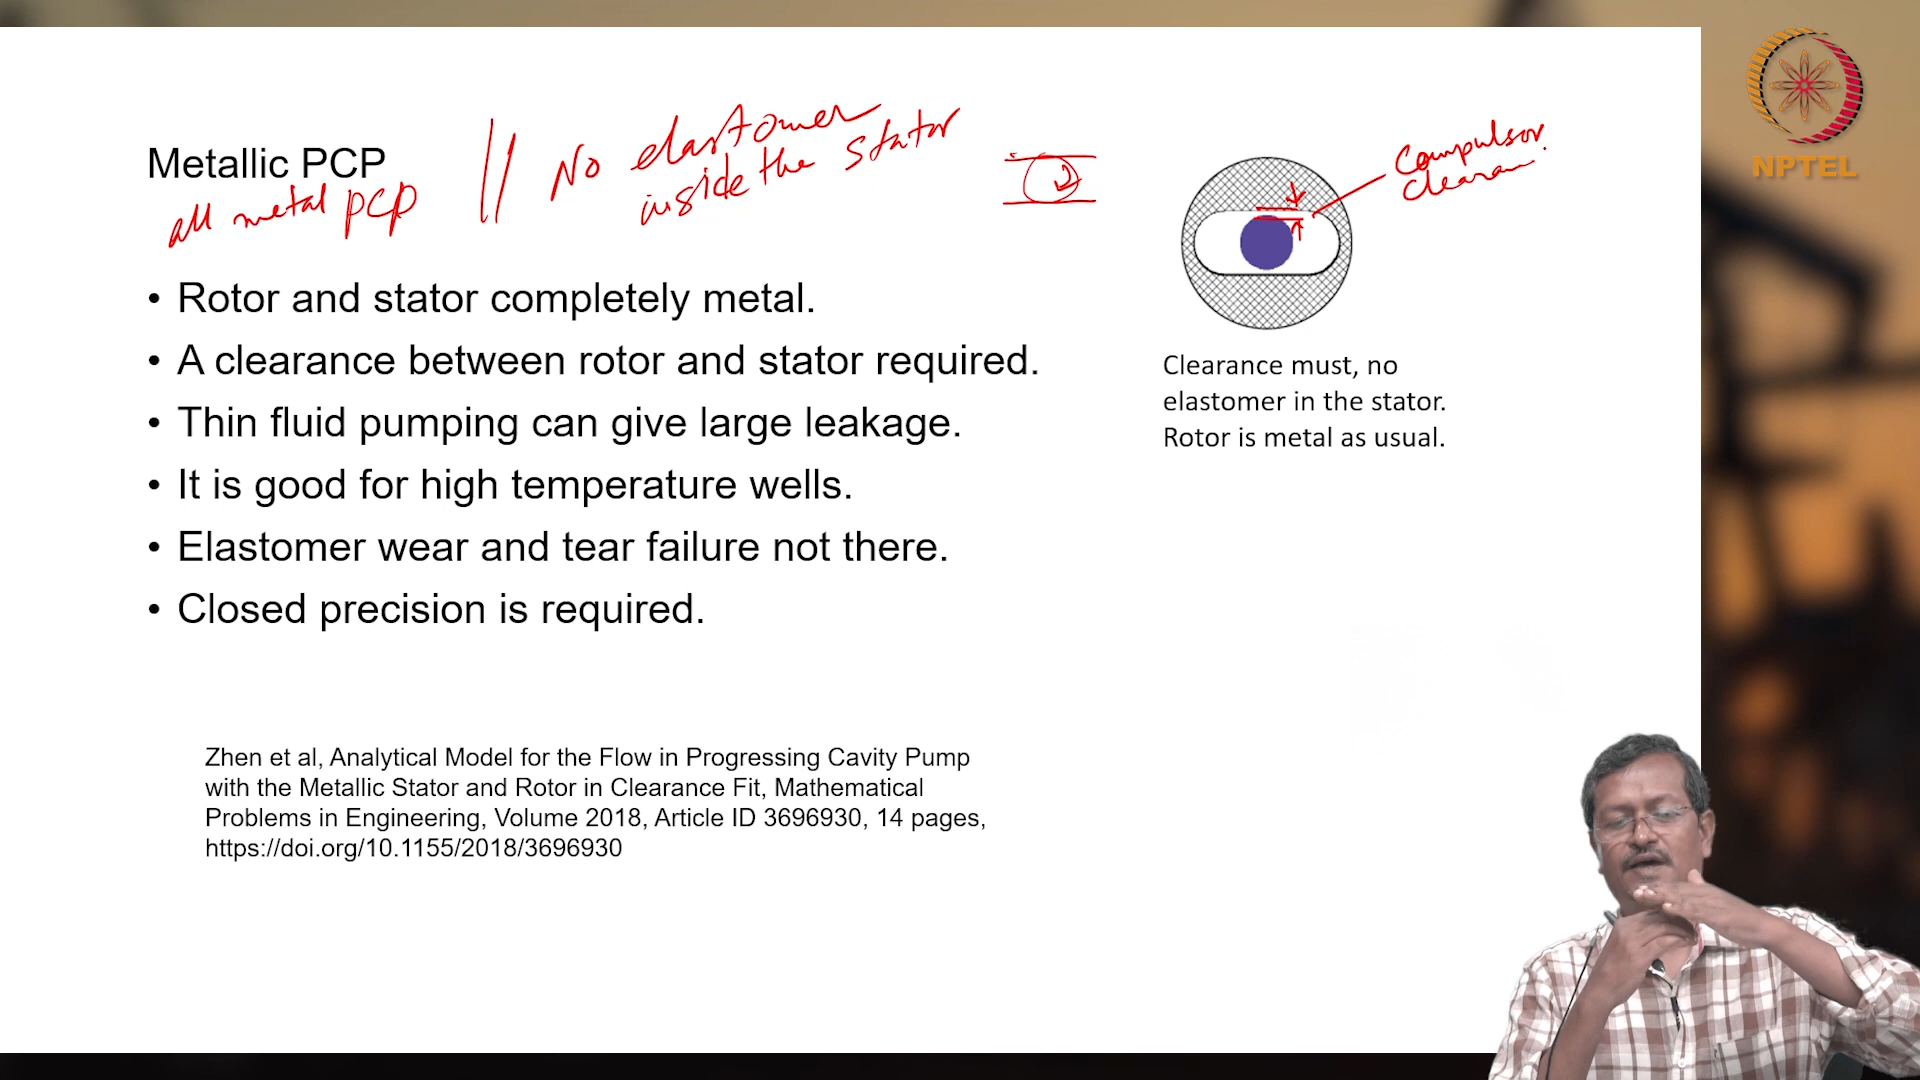 NPTEL
Metallic PCP
all metal PCP
No elastomer
inside the stator
Compulsory
Clearan
• Rotor and stator completely metal.
• A clearance between rotor and stator required.
• Thin fluid pumping can give large leakage.
• It is good for high temperature wells.
• Elastomer wear and tear failure not there.
• Closed precision is required.
Clearance must, no
elastomer in the stator.
Rotor is metal as usual.
Zhen et al, Analytical Model for the Flow in Progressing Cavity Pump
with the Metallic Stator and Rotor in Clearance Fit, Mathematical
Problems in Engineering, Volume 2018, Article ID 3696930, 14 pages,
https://doi.org/10.1155/2018/3696930